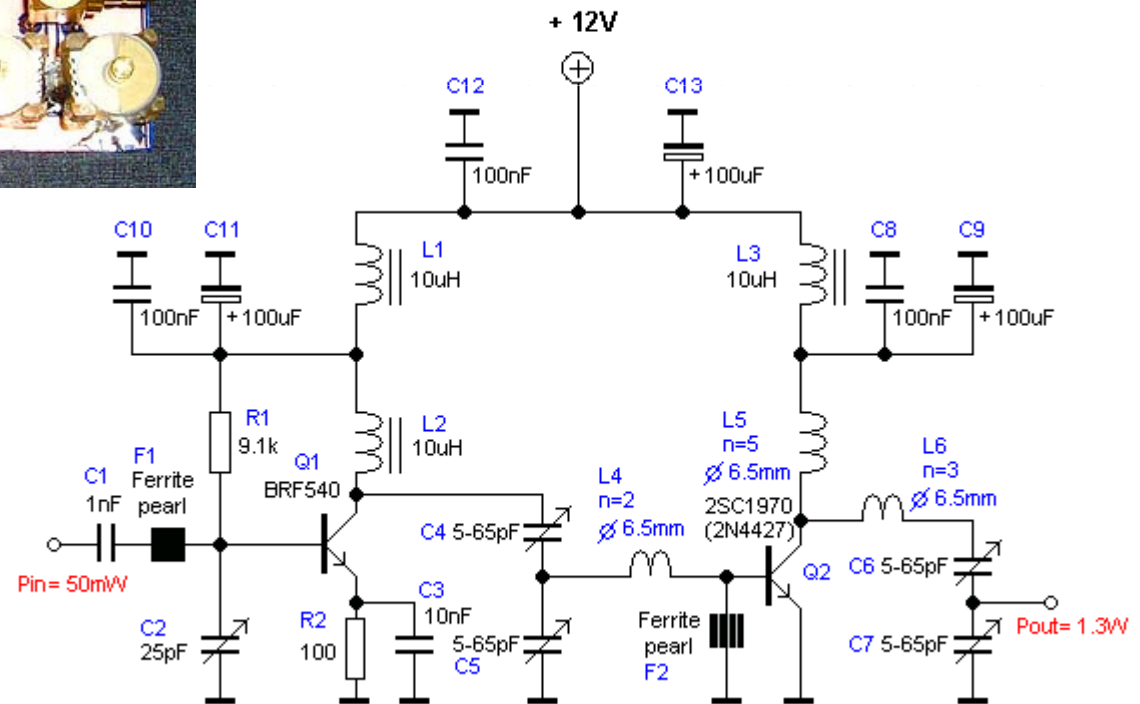 + 12V
C12
100nF
C13
+ 100uF
C10
100nF
C11
+ 100uF
L1
10uH
L3
10uH
C8
100nF
C9
+ 100uF
R1
9.1k
L2
10uH
L5
n=5
ø 6.5mm
L6
n=3
ø 6.5mm
C1
1nF
F1
Ferrite
pearl
Q1
BRF540
C4 5-65pF
L4
n=2
ø 6.5mm
2SC1970
(2N4427)
Q2
C6 5-65pF
Pin= 50mW
C2
25pF
R2
100
C3
10nF
5-65pF
C5
Ferrite
pearl
F2
C7 5-65pF
Pout= 1.3W